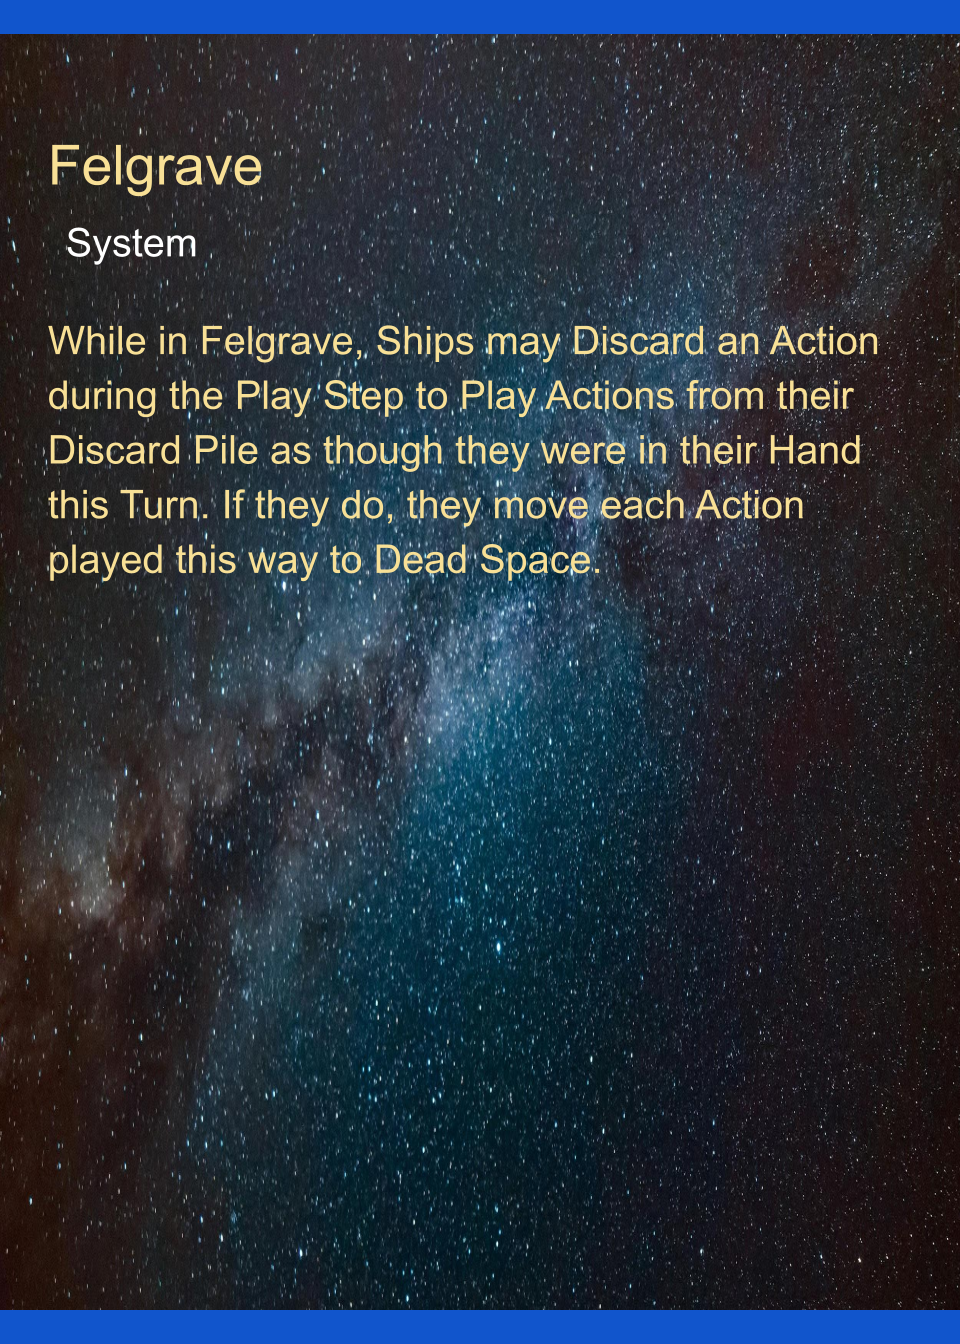 Felgrave
System
While in Felgrave, Ships may Discard an Action
during the Play Step to Play Actions from their
Discard Pile as though they were in their Hand
this Turn. If they do, they move each Action
played this way to Dead Space.